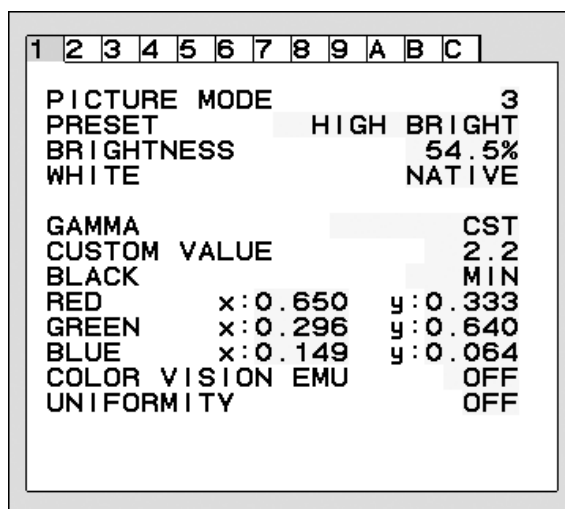 1 2 3 4 5 6 7 8 9 A B C
PICTURE MODE 3
PRESET HIGH BRIGHT
BRIGHTNESS 54.5%
WHITE NATIVE
GAMMA CST
CUSTOM VALUE 2.2
BLACK MIN
RED x:0.650 y:0.333
GREEN x:0.296 y:0.640
BLUE x:0.149 y:0.064
COLOR VISION EMU OFF
UNIFORMITY OFF